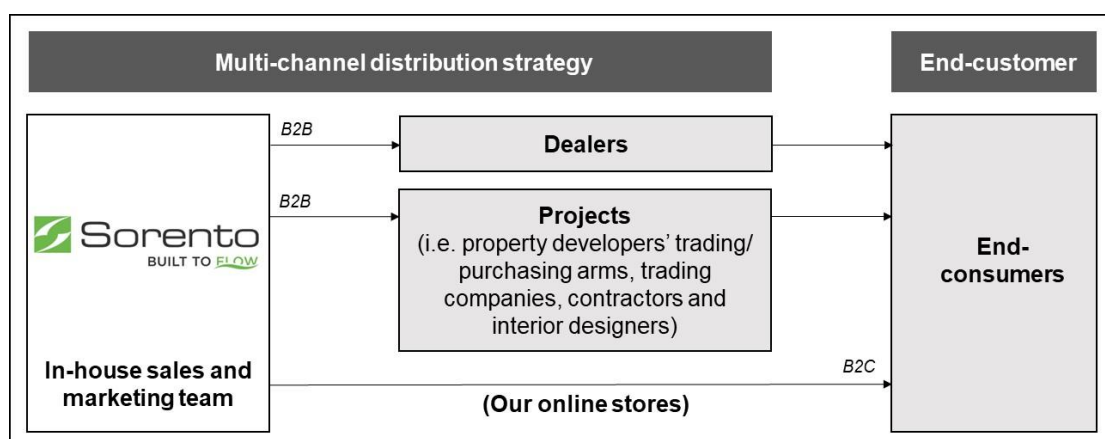 Multi-channel distribution strategy
End-customer
B2B
Dealers
B2B
Projects
(i.e. property developers’ trading/
purchasing arms, trading
companies, contractors and
interior designers)
Sorento
BUILT TO FLOW
In-house sales and
marketing team
B2C
(Our online stores)
End-
consumers